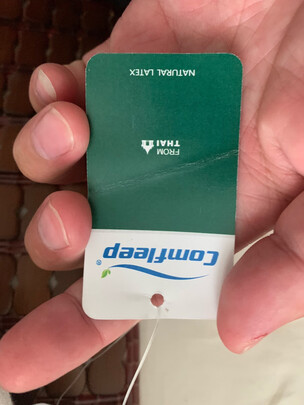 Comfleep®
FROM
THAI
NATURAL LATEX